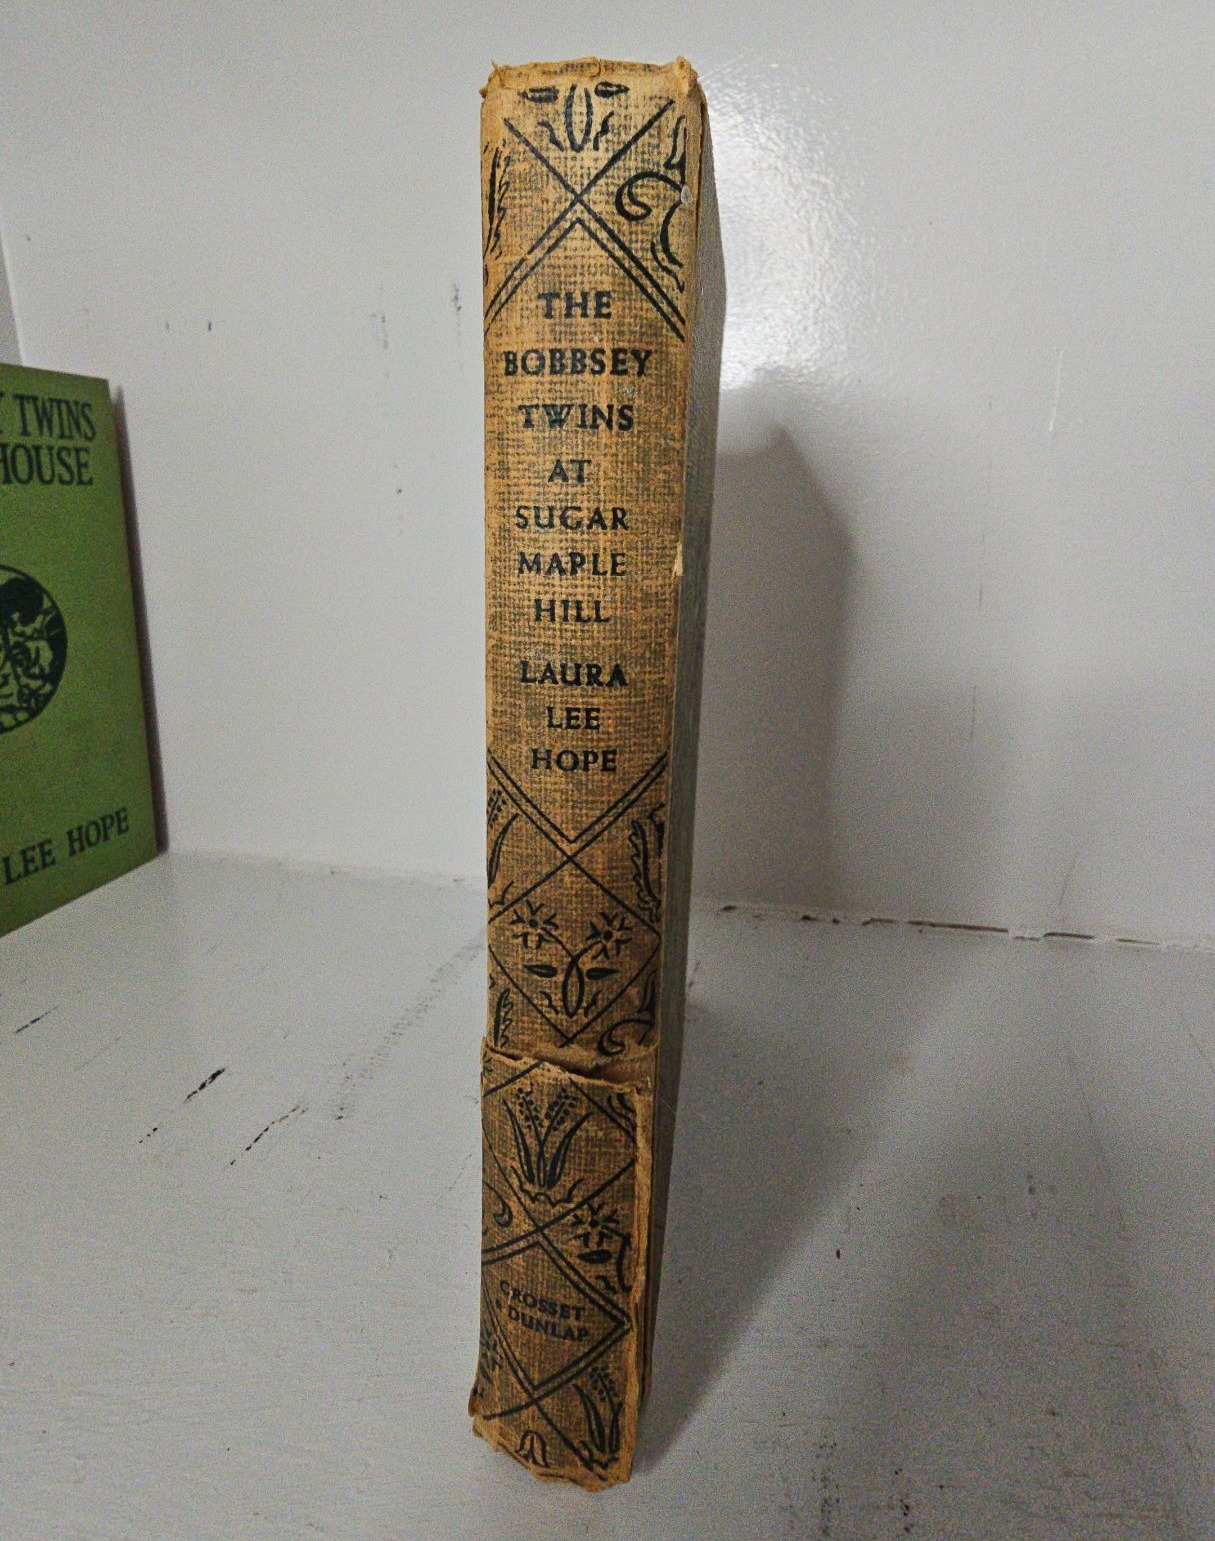 THE
BOBBSEY
TWINS
AT
SUGAR
MAPLE
HILL
LAURA
LEE
HOPE
GROSSET
& DUNLAP
TWINS
HOUSE
LEE HOPE